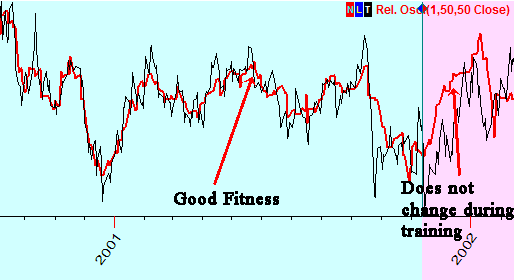 NLT Rel. Osc(1,50,50 Close)
Good Fitness
Does not
change during
training
2001
2002